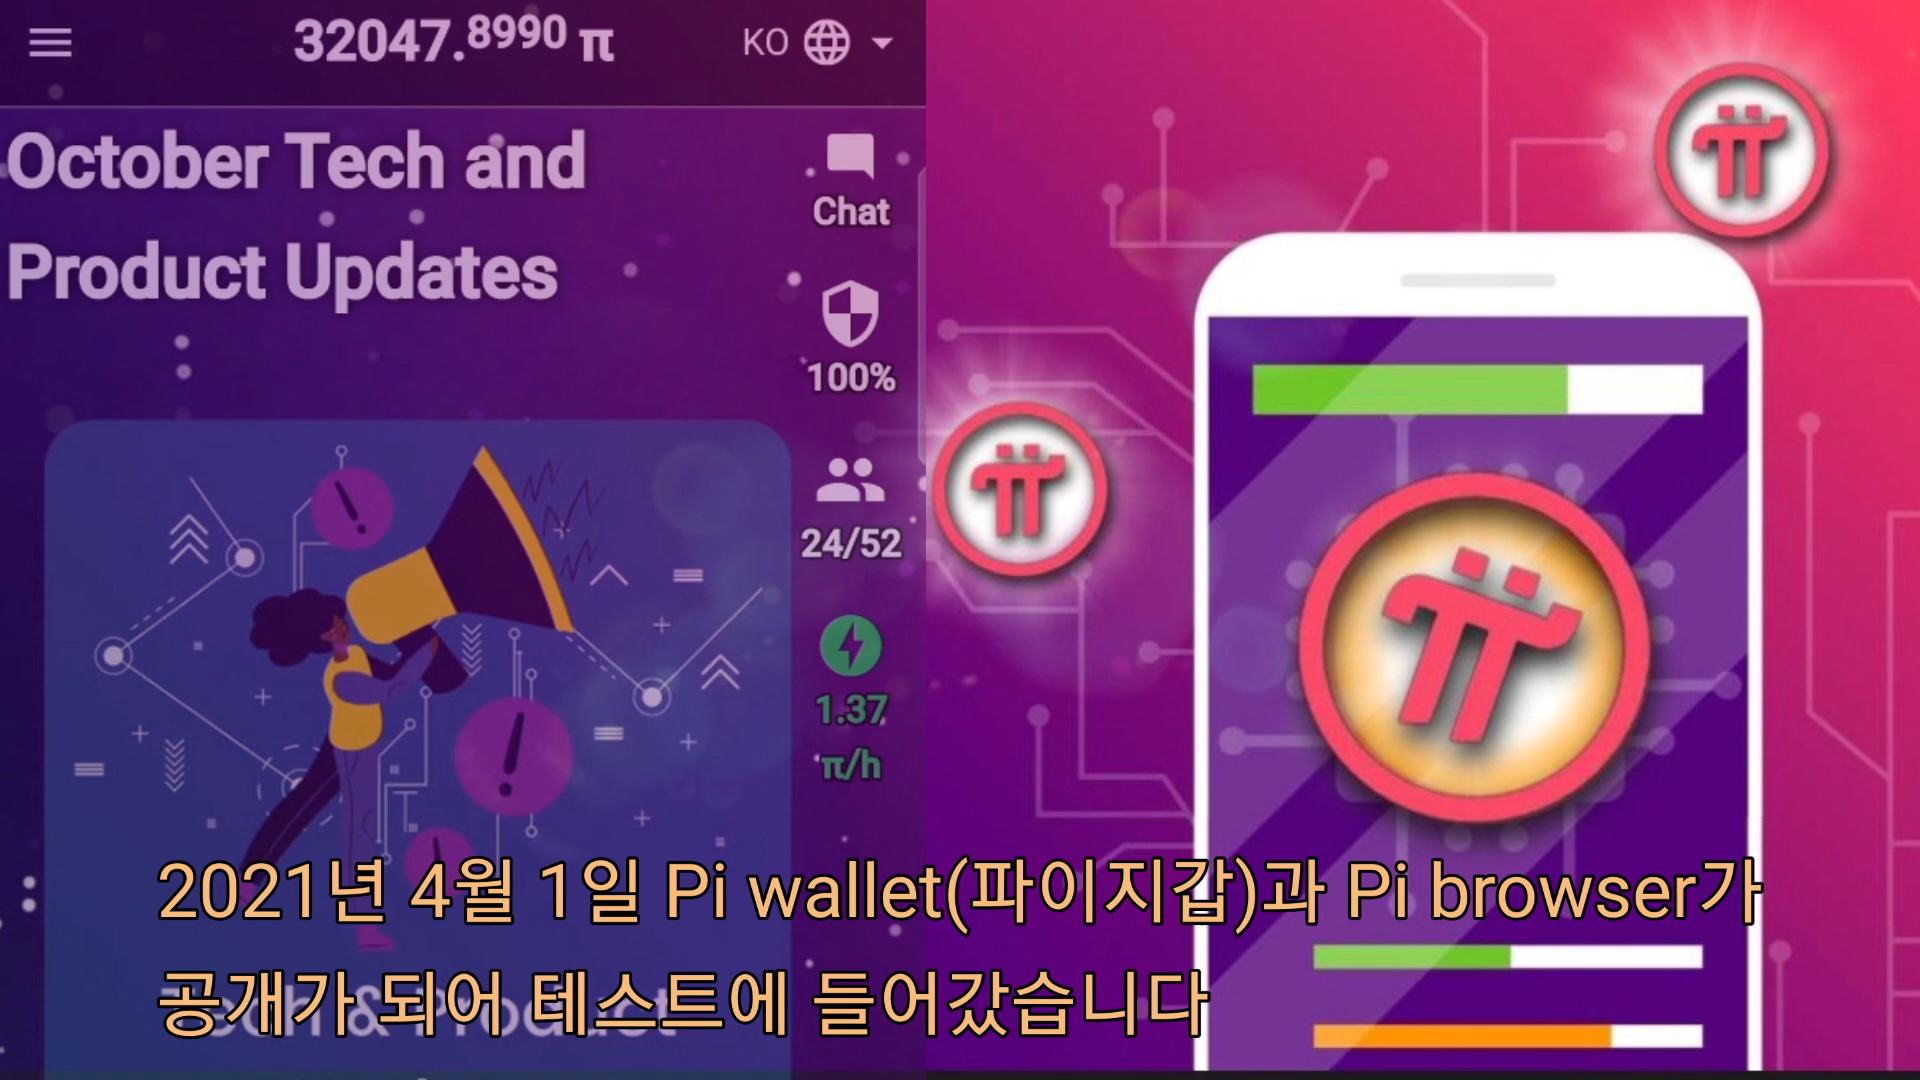 32047.8990 π
KO
October Tech and
Product Updates
Chat
100%
24/52
1.37
π/h
Tech & Product
2021년 4월 1일 Pi wallet(파이지갑)과 Pi browser가
공개가 되어 테스트에 들어갔습니다